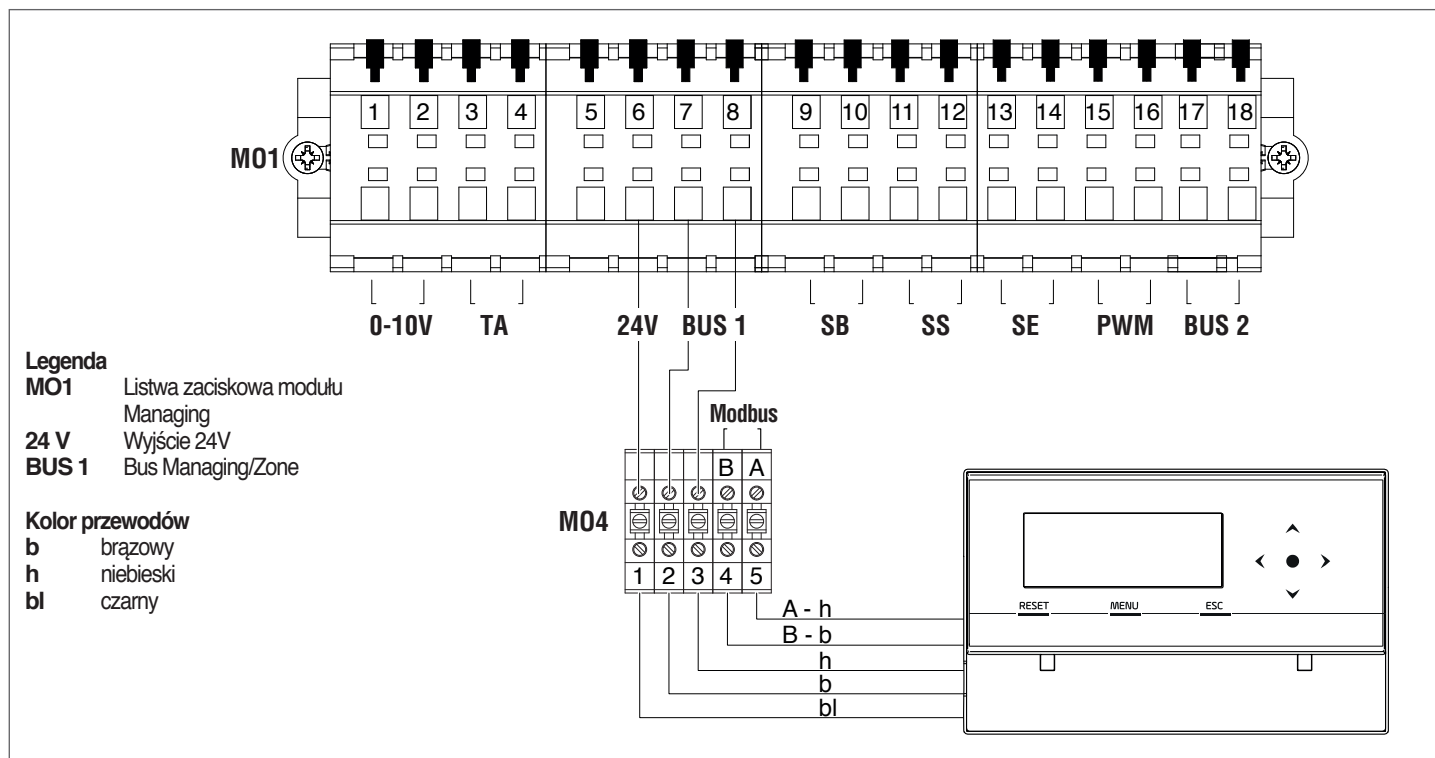 1 2 3 4 5 6 7 8 9 10 11 12 13 14 15 16 17 18
MO1
0-10V TA 24V BUS 1 SB SS SE PWM BUS 2
Legenda
MO1 Listwa zaciskowa modułu
Managing
24 V Wyjście 24V
BUS 1 Bus Managing/Zone
Kolor przewodów
b brązowy
h niebieski
bl czarny
Modbus
B A
MO4
1 2 3 4 5
A - h
B - b
h
b
bl
RESET MENU ESC